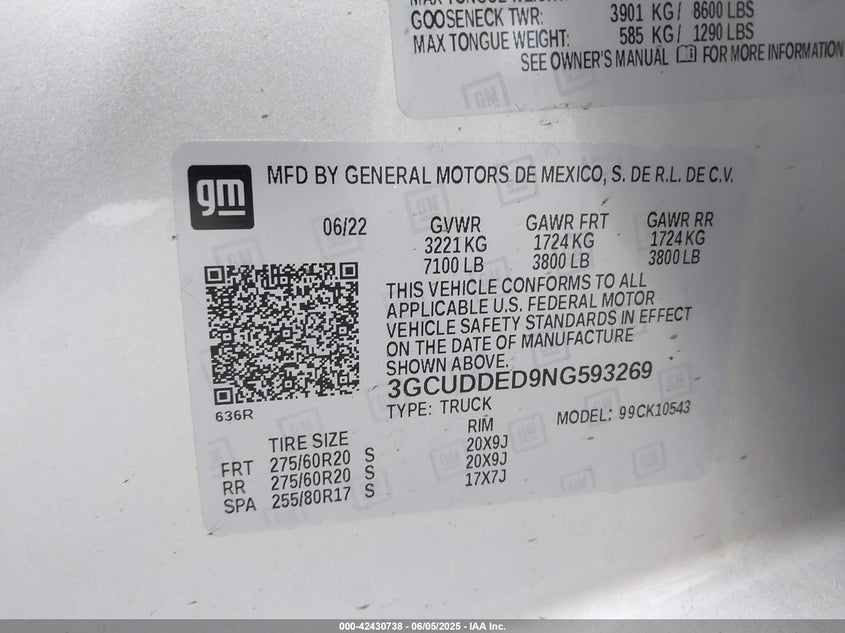 MAX TONGUE WEIGHT:
GOOSENECK TWR: 3901 KG/ 8600 LBS
MAX TONGUE WEIGHT: 585 KG/ 1290 LBS
SEE OWNER'S MANUAL FOR MORE INFORMATION
GM
gm MFD BY GENERAL MOTORS DE MEXICO, S. DE R.L. DE C.V.
06/22 GVWR GAWR FRT GAWR RR
3221 KG 1724 KG 1724 KG
7100 LB 3800 LB 3800 LB
THIS VEHICLE CONFORMS TO ALL
APPLICABLE U.S. FEDERAL MOTOR
VEHICLE SAFETY STANDARDS IN EFFECT
ON THE DATE OF MANUFACTURE
SHOWN ABOVE.
3GCUDDED9NG593269
TYPE: TRUCK MODEL: 99CK10543
636R
TIRE SIZE RIM
FRT 275/60R20 S 20X9J
RR 275/60R20 S 20X9J
SPA 255/80R17 S 17X7J
000-42430738 - 06/05/2025 - IAA Inc.